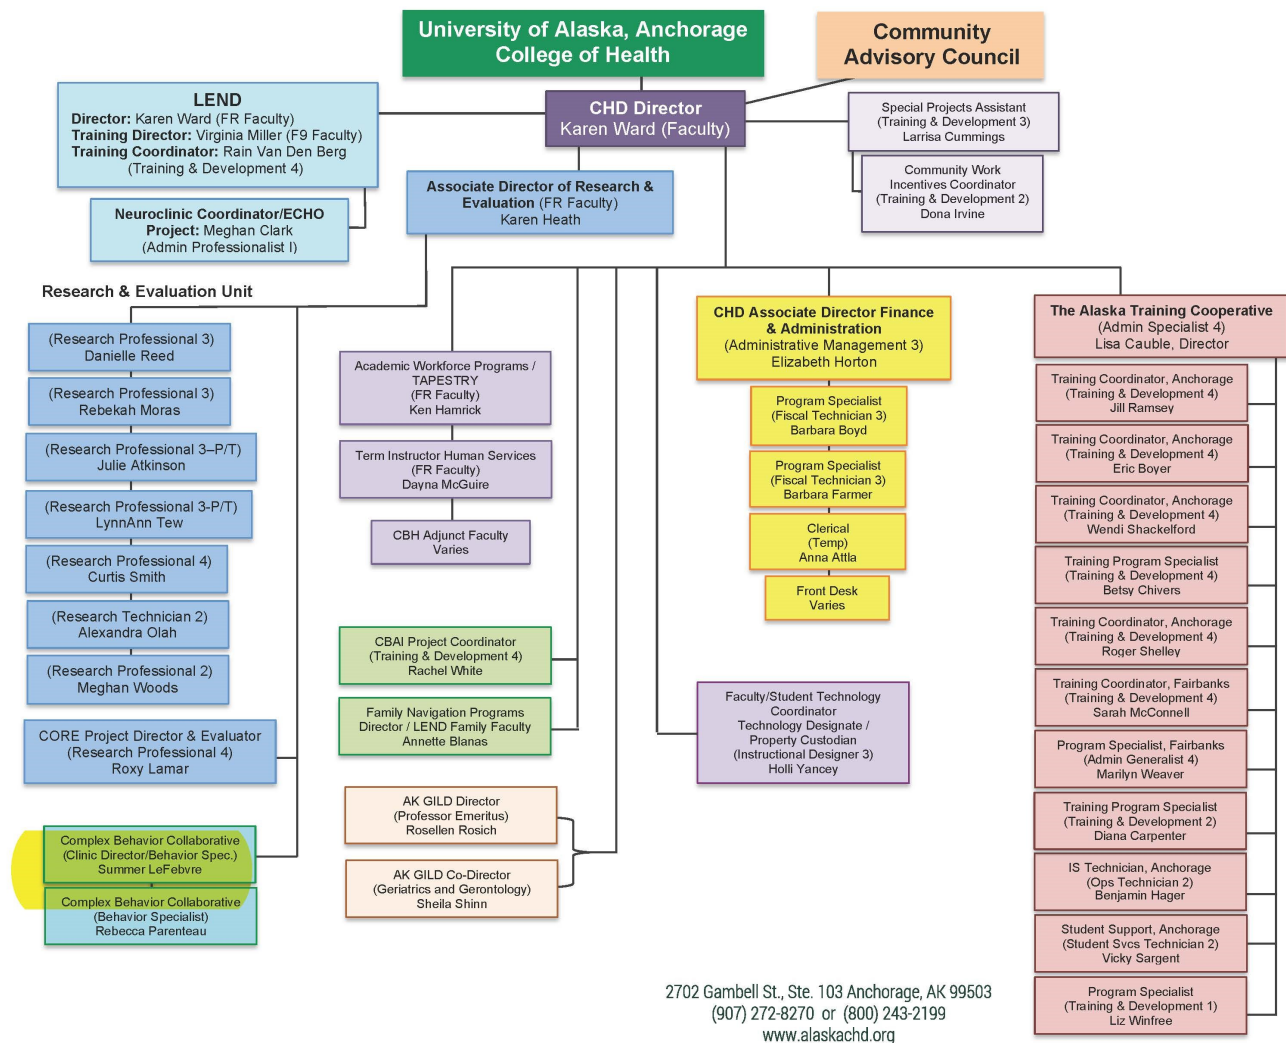 University of Alaska, Anchorage
College of Health
Community
Advisory Council
LEND
Director: Karen Ward (FR Faculty)
Training Director: Virginia Miller (F9 Faculty)
Training Coordinator: Rain Van Den Berg
(Training & Development 4)
CHD Director
Karen Ward (Faculty)
Special Projects Assistant
(Training & Development 3)
Larrisa Cummings
Community Work
Incentives Coordinator
(Training & Development 2)
Dona Irvine
Neuroclinic Coordinator/ECHO
Project: Meghan Clark
(Admin Professionalist I)
Associate Director of Research &
Evaluation (FR Faculty)
Karen Heath
Research & Evaluation Unit
(Research Professional 3)
Danielle Reed
(Research Professional 3)
Rebekah Moras
(Research Professional 3–P/T)
Julie Atkinson
(Research Professional 3-P/T)
LynnAnn Tew
(Research Professional 4)
Curtis Smith
(Research Technician 2)
Alexandra Olah
(Research Professional 2)
Meghan Woods
CORE Project Director & Evaluator
(Research Professional 4)
Roxy Lamar
Complex Behavior Collaborative
(Clinic Director/Behavior Spec.)
Summer LeFebvre
Complex Behavior Collaborative
(Behavior Specialist)
Rebecca Parenteau
Academic Workforce Programs /
TAPESTRY
(FR Faculty)
Ken Hamrick
Term Instructor Human Services
(FR Faculty)
Dayna McGuire
CBH Adjunct Faculty
Varies
CBAI Project Coordinator
(Training & Development 4)
Rachel White
Family Navigation Programs
Director / LEND Family Faculty
Annette Blanas
AK GILD Director
(Professor Emeritus)
Rosellen Rosich
AK GILD Co-Director
(Geriatrics and Gerontology)
Sheila Shinn
CHD Associate Director Finance
& Administration
(Administrative Management 3)
Elizabeth Horton
Program Specialist
(Fiscal Technician 3)
Barbara Boyd
Program Specialist
(Fiscal Technician 3)
Barbara Farmer
Clerical
(Temp)
Anna Attla
Front Desk
Varies
Faculty/Student Technology
Coordinator
Technology Designate /
Property Custodian
(Instructional Designer 3)
Holli Yancey
The Alaska Training Cooperative
(Admin Specialist 4)
Lisa Cauble, Director
Training Coordinator, Anchorage
(Training & Development 4)
Jill Ramsey
Training Coordinator, Anchorage
(Training & Development 4)
Eric Boyer
Training Coordinator, Anchorage
(Training & Development 4)
Wendi Shackelford
Training Program Specialist
(Training & Development 4)
Betsy Chivers
Training Coordinator, Anchorage
(Training & Development 4)
Roger Shelley
Training Coordinator, Fairbanks
(Training & Development 4)
Sarah McConnell
Program Specialist, Fairbanks
(Admin Generalist 4)
Marilyn Weaver
Training Program Specialist
(Training & Development 2)
Diana Carpenter
IS Technician, Anchorage
(Ops Technician 2)
Benjamin Hager
Student Support, Anchorage
(Student Svcs Technician 2)
Vicky Sargent
Program Specialist
(Training & Development 1)
Liz Winfree
2702 Gambell St., Ste. 103 Anchorage, AK 99503
(907) 272-8270 or (800) 243-2199
www.alaskachd.org